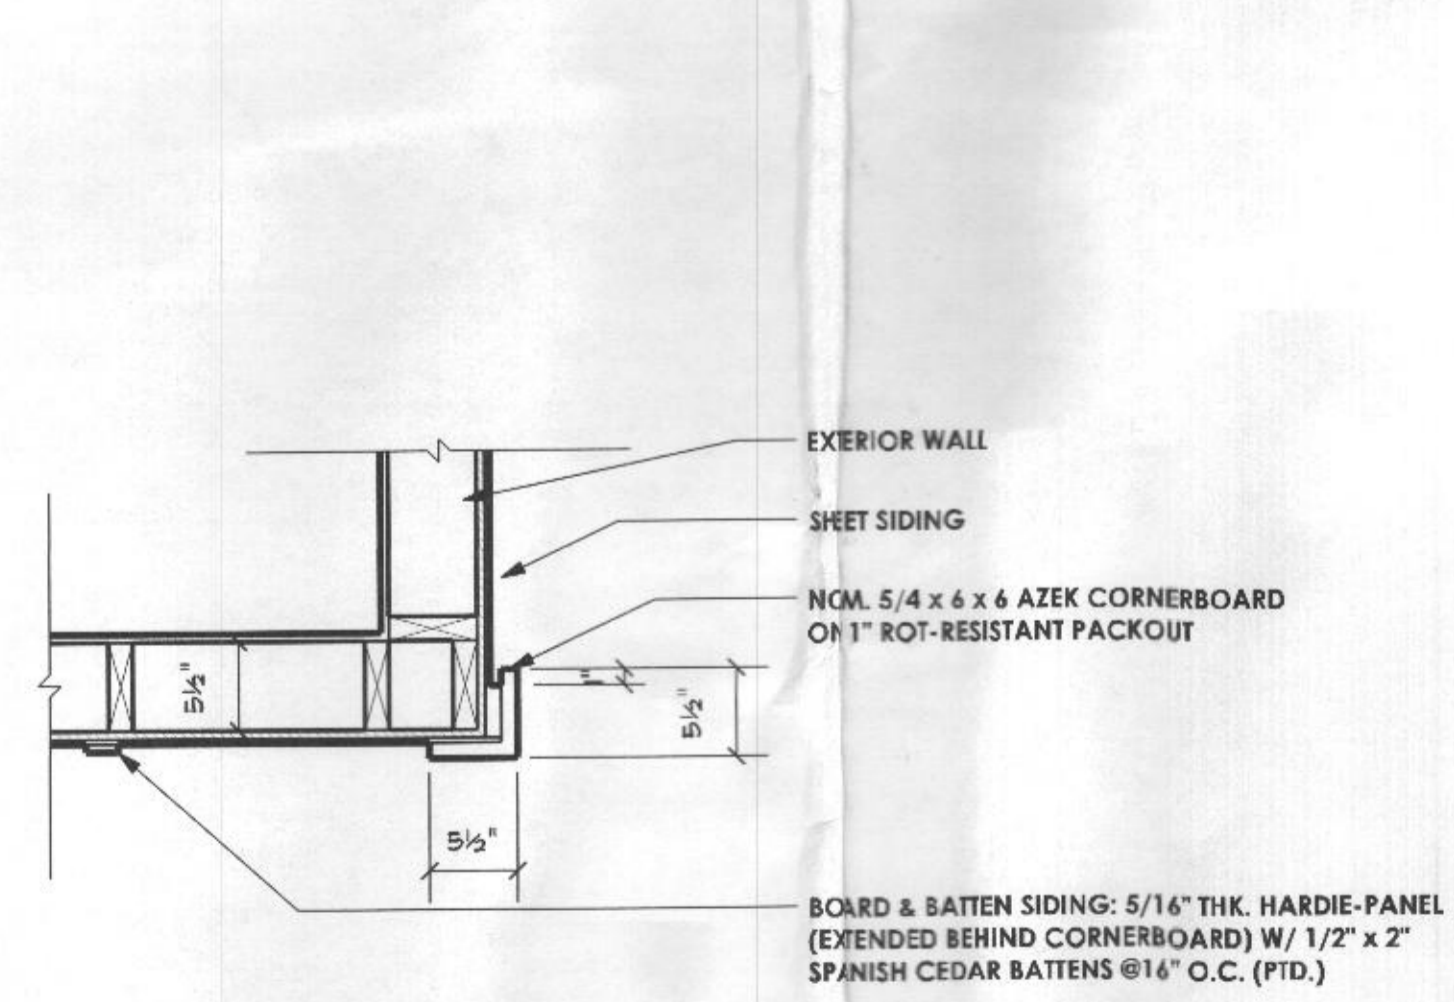 EXTERIOR WALL
SHEET SIDING
NOM. 5/4 x 6 x 6 AZEK CORNERBOARD
ON 1" ROT-RESISTANT PACKOUT
5½"
1"
5½"
5½"
BOARD & BATTEN SIDING: 5/16" THK. HARDIE-PANEL
(EXTENDED BEHIND CORNERBOARD) W/ 1/2" x 2"
SPANISH CEDAR BATTENS @16" O.C. (PTD.)